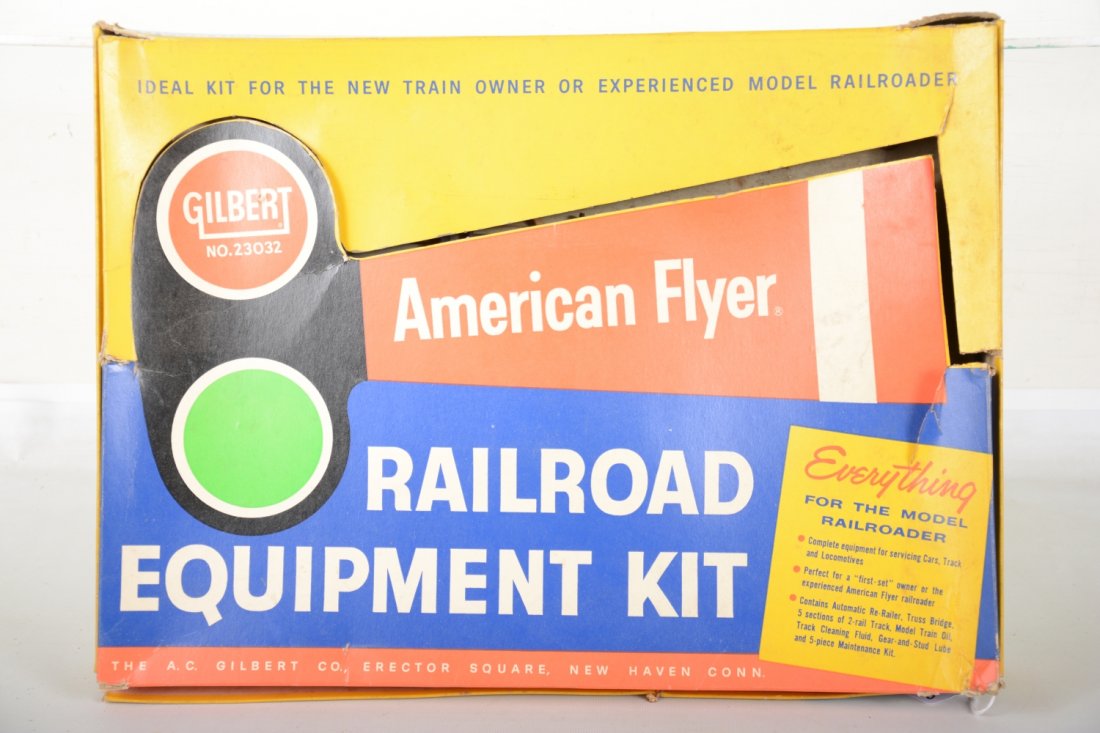 IDEAL KIT FOR THE NEW TRAIN OWNER OR EXPERIENCED MODEL RAILROADER
GILBERT®
NO. 23032
American Flyer®
RAILROAD
EQUIPMENT KIT
Everything
FOR THE MODEL
RAILROADER
• Complete equipment for servicing Cars, Track
and Locomotives
• Perfect for a "first-set" owner or the
experienced American Flyer railroader
• Contains Automatic Re-Railer, Truss Bridge,
5 sections of 2-rail Track, Model Train Oil,
Track Cleaning Fluid, Gear-and-Stud Lube
and 5-piece Maintenance Kit.
THE A.C. GILBERT CO., ERECTOR SQUARE, NEW HAVEN CONN.